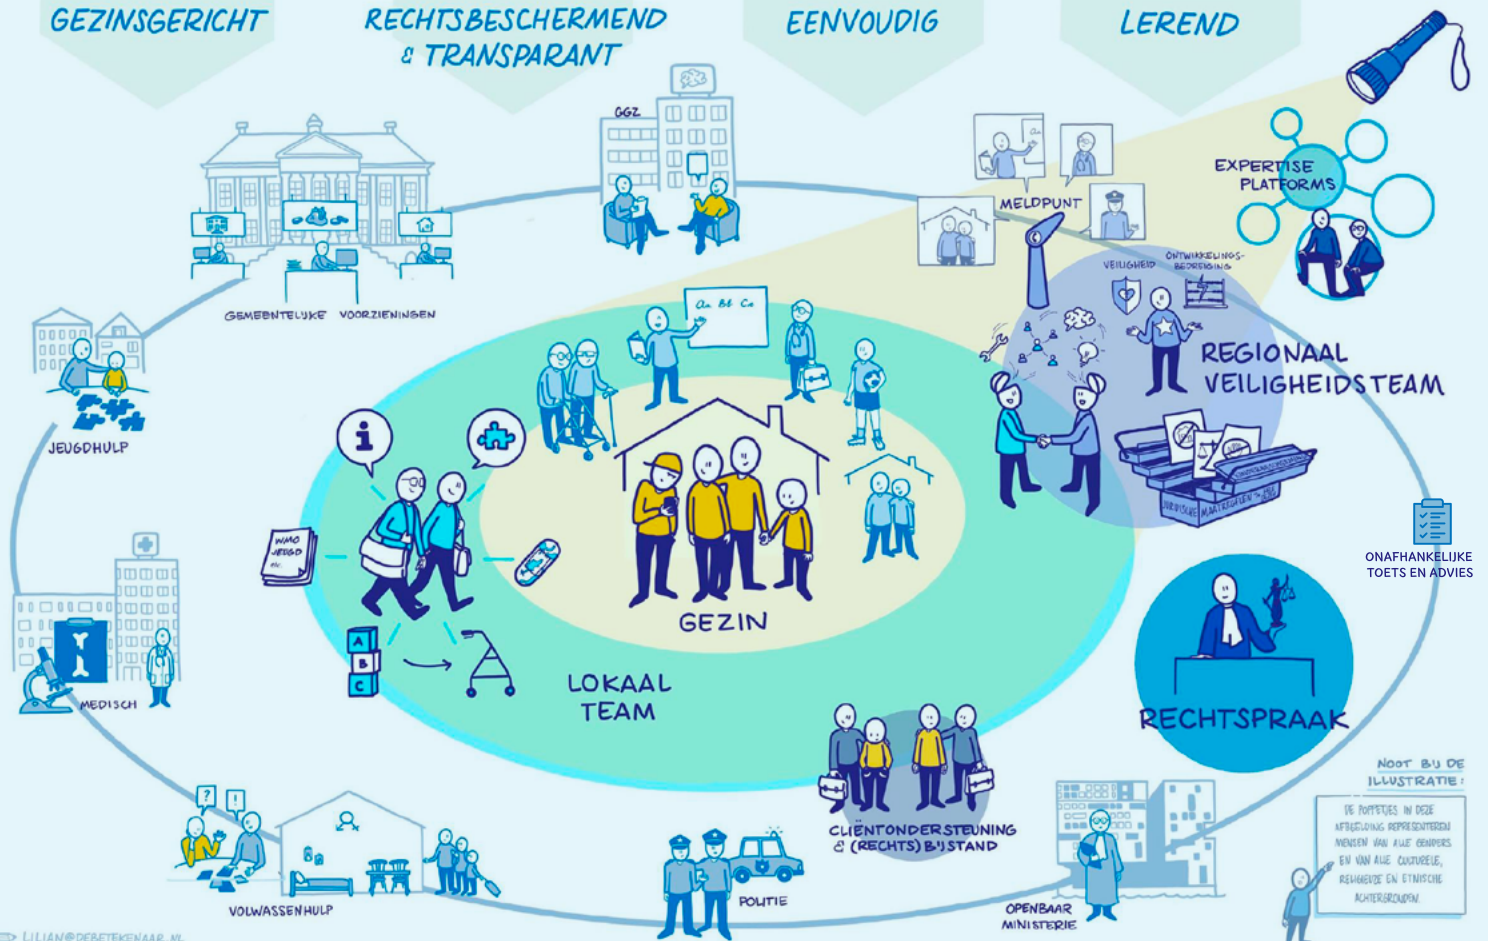 GEZINSGERICHT
RECHTSBESCHERMEND
& TRANSPARANT
EENVOUDIG
LEREND
GGZ
EXPERTISE
PLATFORMS
MELDPUNT
VEILIGHEID
ONTWIKKELINGS-
BEDREIGING
GEMEENTELIJKE VOORZIENINGEN
Aa Bb Cc
REGIONAAL
VEILIGHEIDSTEAM
JEUGDHULP
i
JURIDISCHE MAATREGELEN
WMO
JEUGD
etc.
ONAFHANKELIJKE
TOETS EN ADVIES
GEZIN
A
B
C
LOKAAL
TEAM
MEDISCH
RECHTSPRAAK
NOOT BIJ DE
ILLUSTRATIE:
? !
DE POPPETJES IN DEZE
AFBEELDING REPRESENTEREN
MENSEN VAN ALLE GENDERS
EN VAN ALLE CULTURELE,
RELIGIEUZE EN ETNISCHE
ACHTERGRONDEN.
CLIËNTONDERSTEUNING
& (RECHTS) BIJSTAND
VOLWASSENHULP
POLITIE
OPENBAAR
MINISTERIE
LILIAN@DEBETEKENAAR.NL